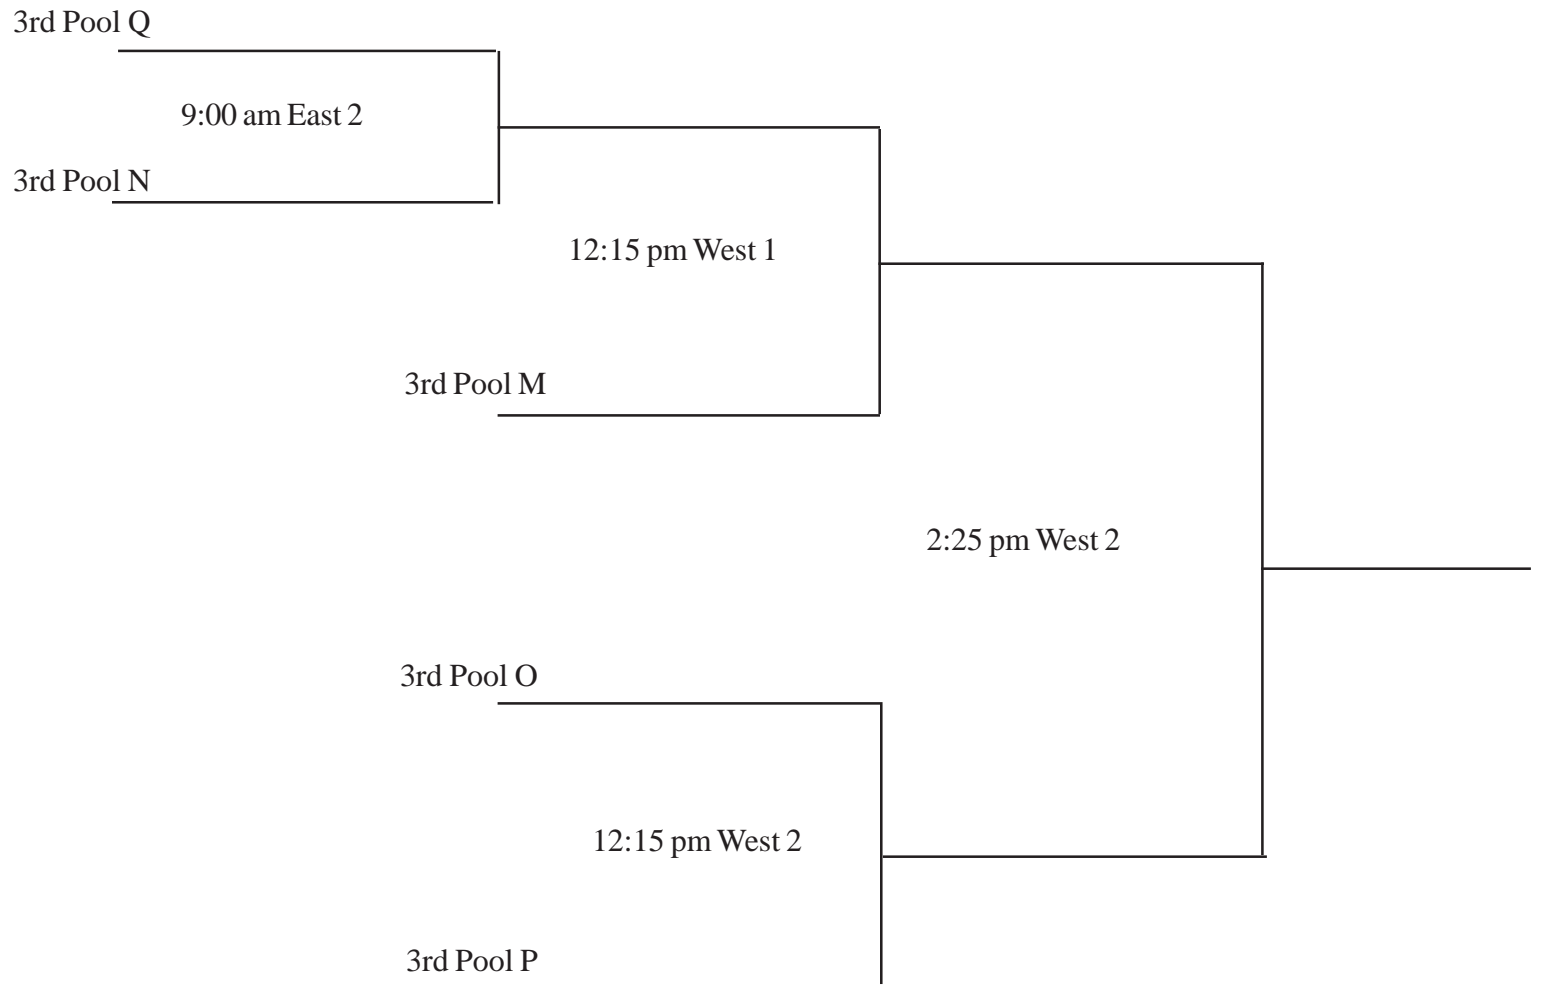 3rd Pool Q
9:00 am East 2
3rd Pool N
12:15 pm West 1
3rd Pool M
2:25 pm West 2
3rd Pool O
12:15 pm West 2
3rd Pool P